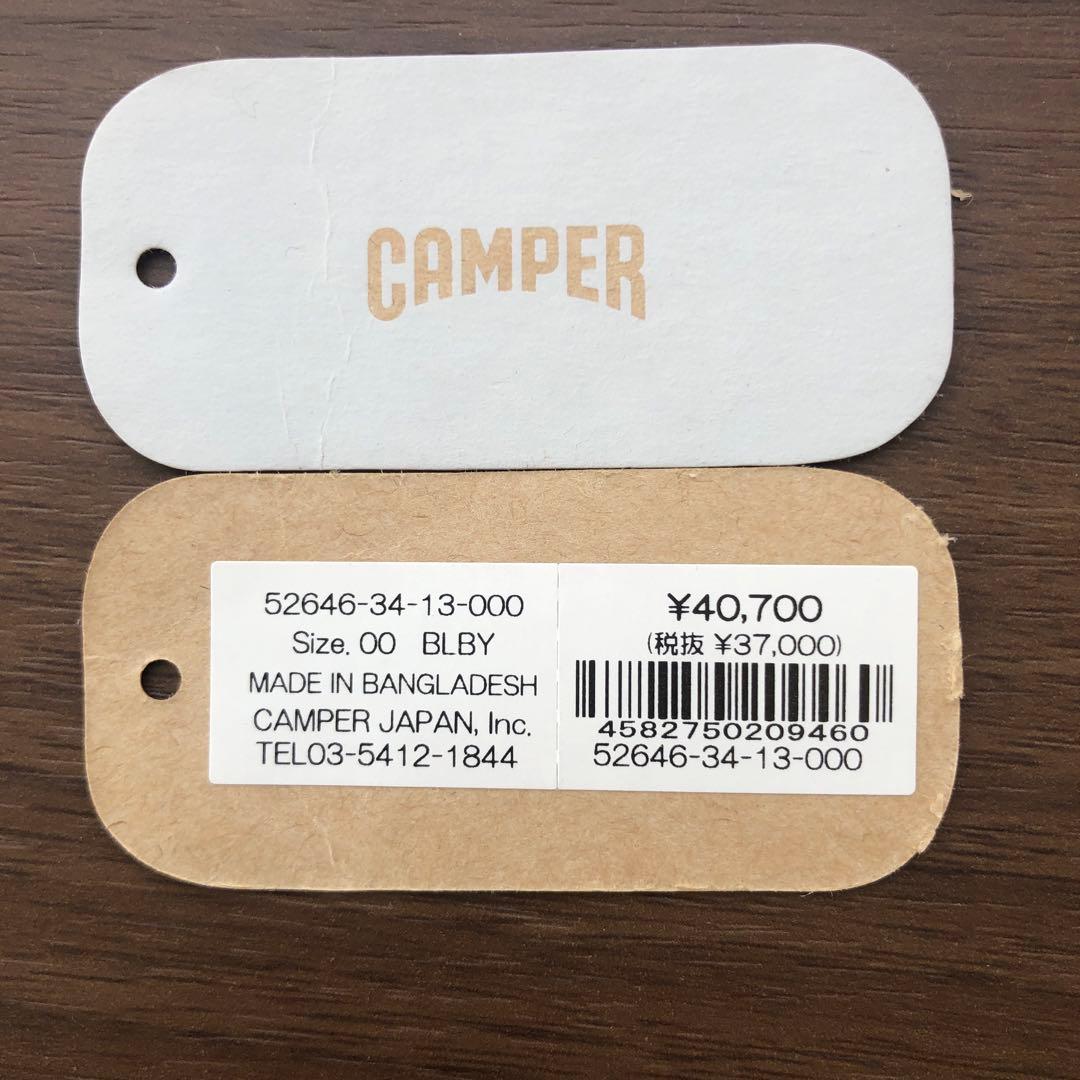 CAMPER
52646-34-13-000
Size. 00 BLBY
MADE IN BANGLADESH
CAMPER JAPAN, Inc.
TEL03-5412-1844
¥40,700
(税抜 ¥37,000)
4582750209460
52646-34-13-000